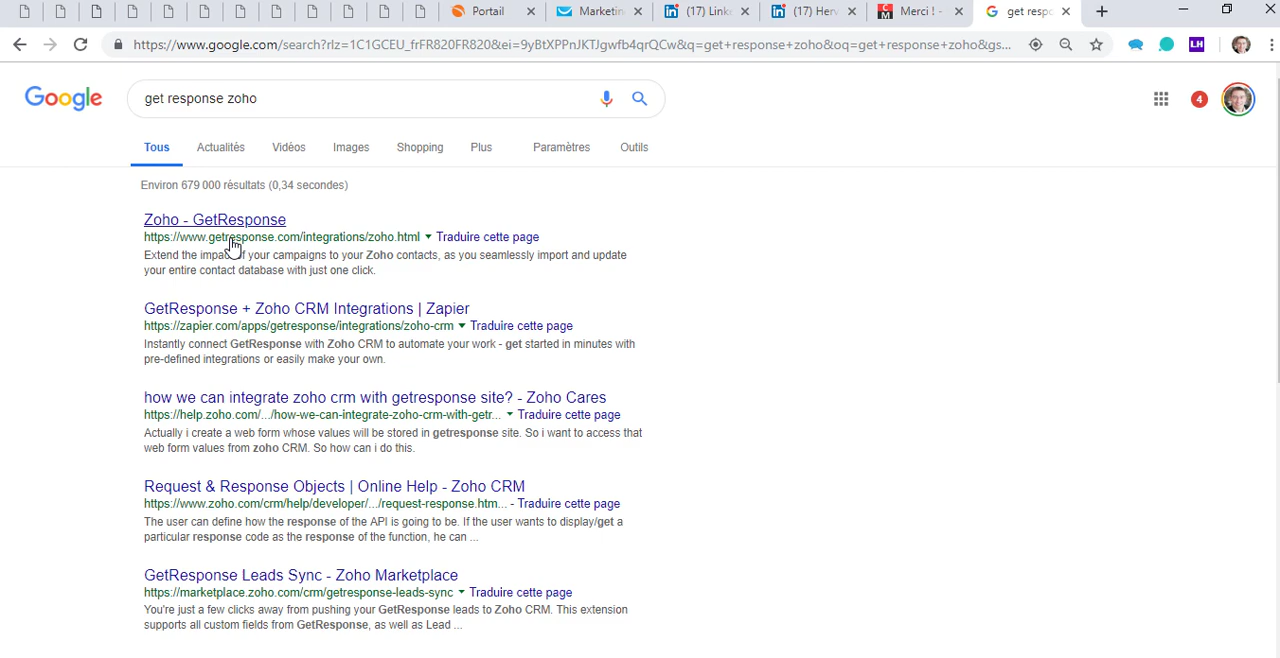 Portail
Marketin
(17) Link
(17) Herv
Merci ! -
get respo
https://www.google.com/search?rlz=1C1GCEU_frFR820FR820&ei=9yBtXPPnJKTJgwfb4qrQCw&q=get+response+zoho&oq=get+response+zoho&gs...
LH
Google
get response zoho
4
Tous Actualités Vidéos Images Shopping Plus Paramètres Outils
Environ 679 000 résultats (0,34 secondes)
Zoho - GetResponse
https://www.getresponse.com/integrations/zoho.html Traduire cette page
Extend the impact of your campaigns to your Zoho contacts, as you seamlessly import and update
your entire contact database with just one click.
GetResponse + Zoho CRM Integrations | Zapier
https://zapier.com/apps/getresponse/integrations/zoho-crm Traduire cette page
Instantly connect GetResponse with Zoho CRM to automate your work - get started in minutes with
pre-defined integrations or easily make your own.
how we can integrate zoho crm with getresponse site? - Zoho Cares
https://help.zoho.com/.../how-we-can-integrate-zoho-crm-with-getr... Traduire cette page
Actually i create a web form whose values will be stored in getresponse site. So i want to access that
web form values from zoho CRM. So how can i do this.
Request & Response Objects | Online Help - Zoho CRM
https://www.zoho.com/crm/help/developer/.../request-response.htm... - Traduire cette page
The user can define how the response of the API is going to be. If the user wants to display/get a
particular response code as the response of the function, he can ...
GetResponse Leads Sync - Zoho Marketplace
https://marketplace.zoho.com/crm/getresponse-leads-sync Traduire cette page
You're just a few clicks away from pushing your GetResponse leads to Zoho CRM. This extension
supports all custom fields from GetResponse, as well as Lead ...